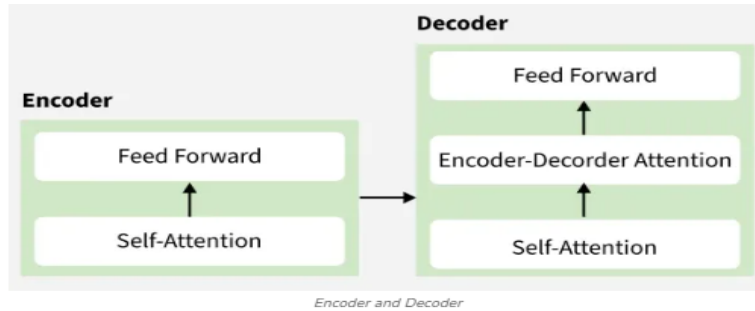 Encoder
Feed Forward
Self-Attention
Decoder
Feed Forward
Encoder-Decorder Attention
Self-Attention
Encoder and Decoder